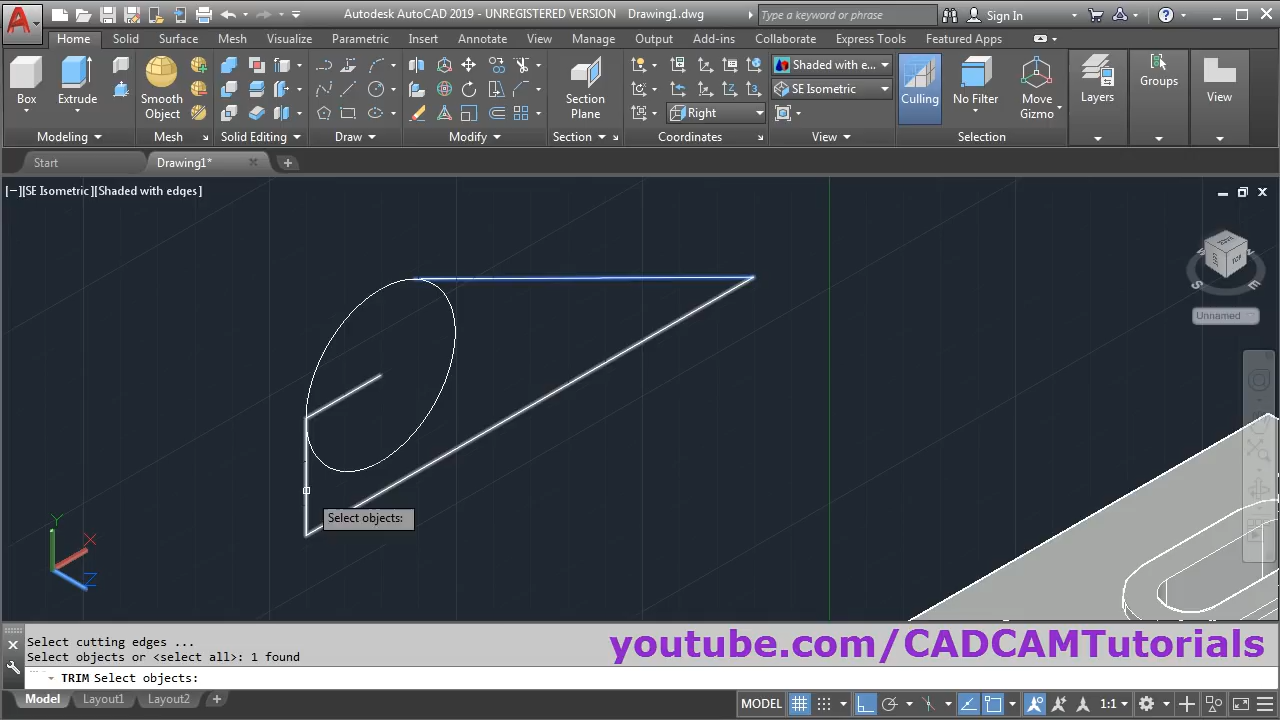 Autodesk AutoCAD 2019 - UNREGISTERED VERSION Drawing1.dwg
Type a keyword or phrase
Sign In
Home Solid Surface Mesh Visualize Parametric Insert Annotate View Manage Output Add-ins Collaborate Express Tools Featured Apps
Box
Extrude
Smooth
Object
Section
Plane
Right
Shaded with e...
SE Isometric
Culling
No Filter
Move
Gizmo
Layers
Groups
View
Modeling
Mesh
Solid Editing
Draw
Modify
Section
Coordinates
View
Selection
Start
Drawing1*
[−][SE Isometric][Shaded with edges]
S
E
TOP
Unnamed
Select objects:
Y
X
Z
Select cutting edges ...
Select objects or <select all>: 1 found
TRIM Select objects:
youtube.com/CADCAMTutorials
Model Layout1 Layout2
MODEL
1:1